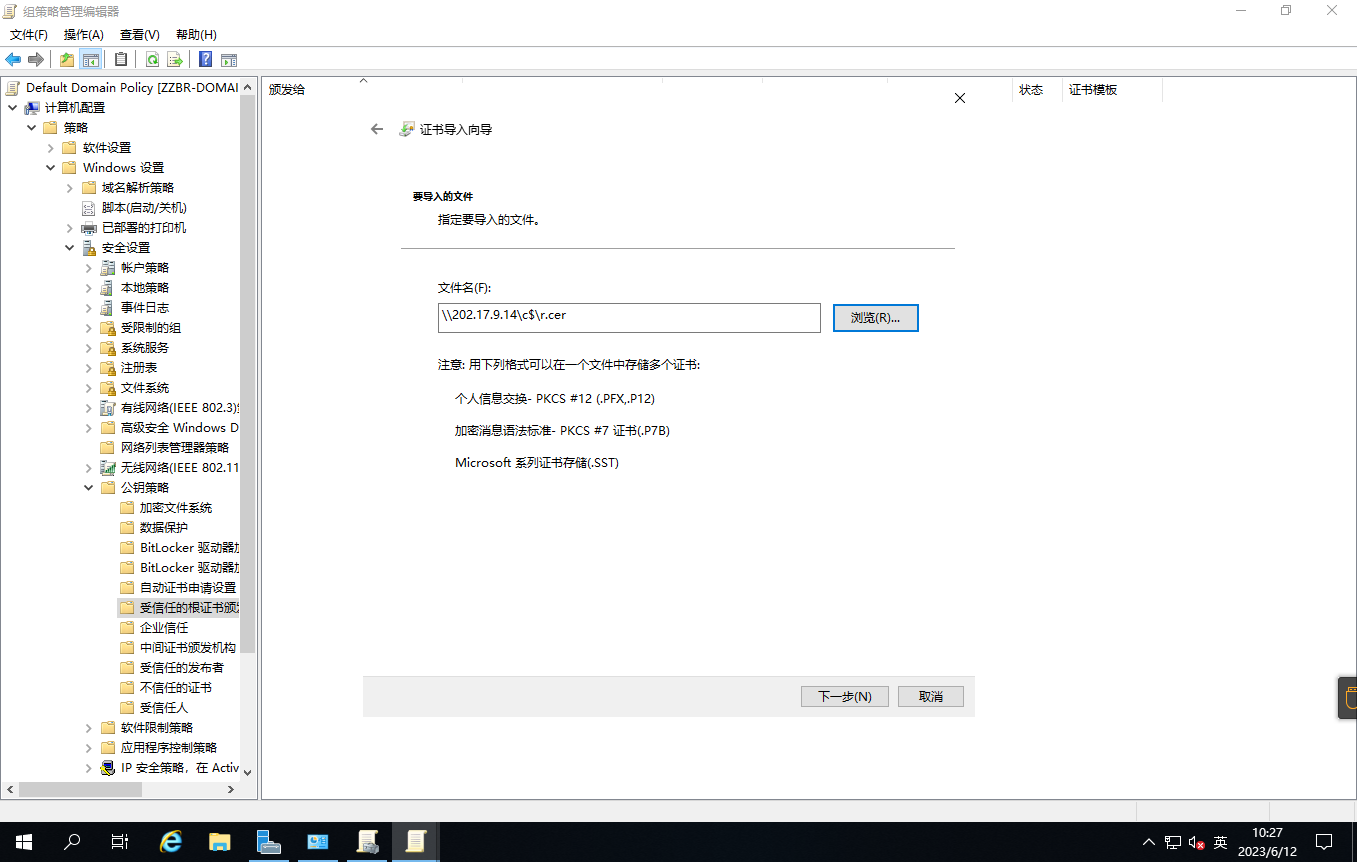 组策略管理编辑器
文件(F) 操作(A) 查看(V) 帮助(H)
Default Domain Policy [ZZBR-DOMAI
计算机配置
策略
软件设置
Windows 设置
域名解析策略
脚本(启动/关机)
已部署的打印机
安全设置
帐户策略
本地策略
事件日志
受限制的组
系统服务
注册表
文件系统
有线网络(IEEE 802.3)
高级安全 Windows D
网络列表管理器策略
无线网络(IEEE 802.11
公钥策略
加密文件系统
数据保护
BitLocker 驱动器
BitLocker 驱动器
自动证书申请设置
受信任的根证书颁
企业信任
中间证书颁发机构
受信任的发布者
不信任的证书
受信任人
软件限制策略
应用程序控制策略
IP 安全策略，在 Activ
颁发给 状态 证书模板
证书导入向导
要导入的文件
指定要导入的文件。
文件名(F):
\\202.17.9.14\c$\r.cer
浏览(R)...
注意: 用下列格式可以在一个文件中存储多个证书:
个人信息交换- PKCS #12 (.PFX,.P12)
加密消息语法标准- PKCS #7 证书(.P7B)
Microsoft 系列证书存储(.SST)
下一步(N) 取消
英
10:27
2023/6/12